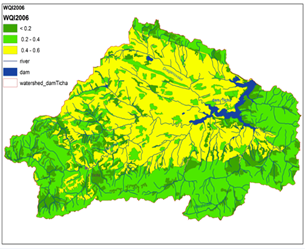 WQI2006
WQI2006
< 0.2
0.2 - 0.4
0.4 - 0.6
river
dam
watershed_damTicha